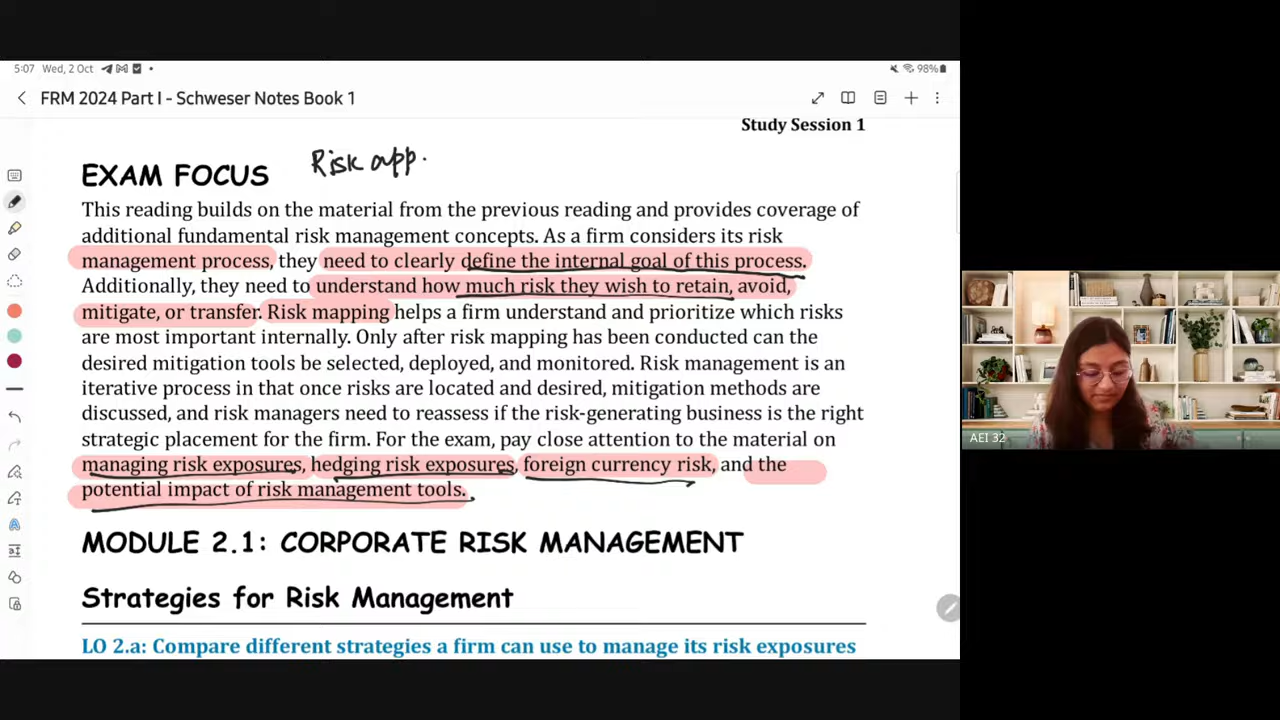 5:07 Wed, 2 Oct
98%
FRM 2024 Part I - Schweser Notes Book 1
Study Session 1
Risk app.
EXAM FOCUS
This reading builds on the material from the previous reading and provides coverage of
additional fundamental risk management concepts. As a firm considers its risk
management process, they need to clearly define the internal goal of this process.
Additionally, they need to understand how much risk they wish to retain, avoid,
mitigate, or transfer. Risk mapping helps a firm understand and prioritize which risks
are most important internally. Only after risk mapping has been conducted can the
desired mitigation tools be selected, deployed, and monitored. Risk management is an
iterative process in that once risks are located and desired, mitigation methods are
discussed, and risk managers need to reassess if the risk-generating business is the right
strategic placement for the firm. For the exam, pay close attention to the material on
managing risk exposures, hedging risk exposures, foreign currency risk, and the
potential impact of risk management tools.
MODULE 2.1: CORPORATE RISK MANAGEMENT
Strategies for Risk Management
LO 2.a: Compare different strategies a firm can use to manage its risk exposures
AEI 32